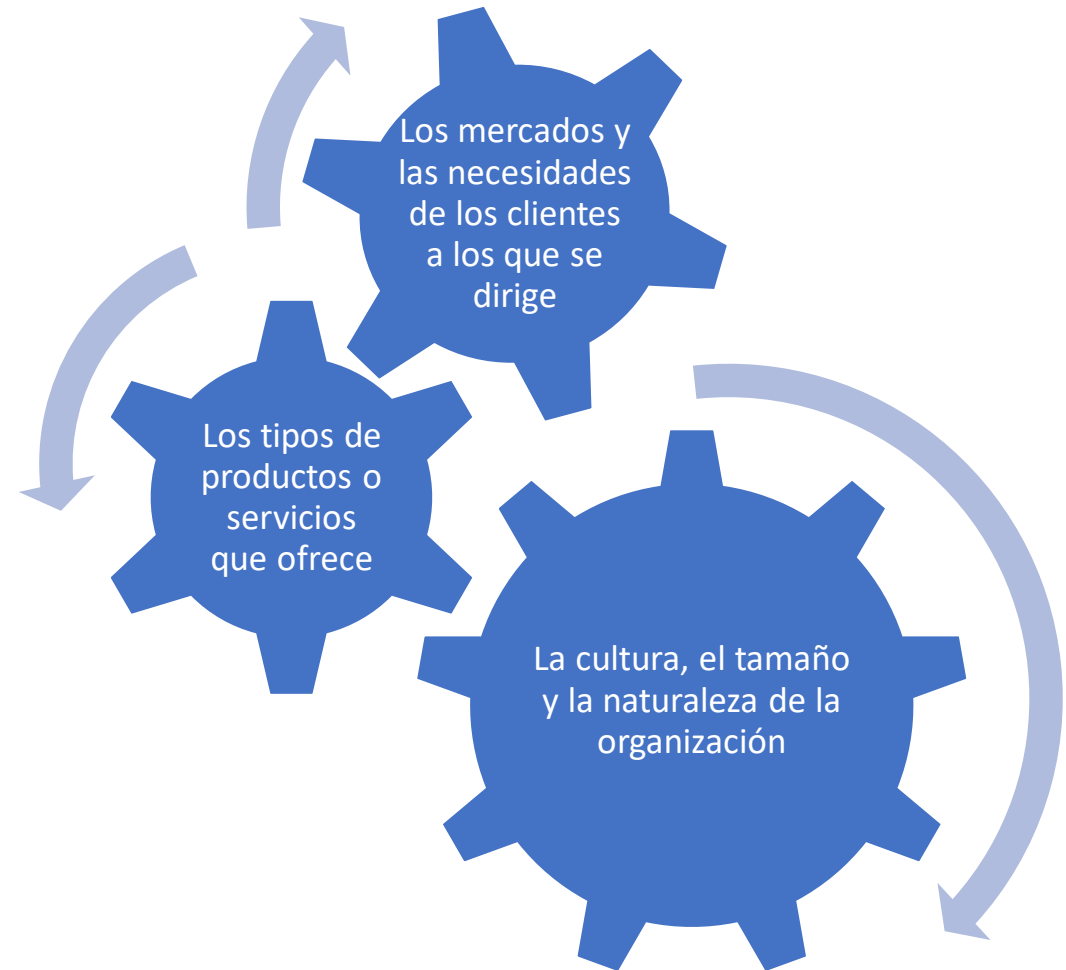 Los mercados y
las necesidades
de los clientes
a los que se
dirige
Los tipos de
productos o
servicios
que ofrece
La cultura, el tamaño
y la naturaleza de la
organización